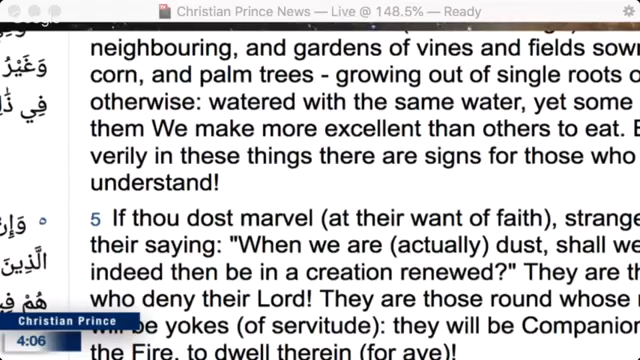 Christian Prince News — Live @ 148.5% — Ready
neighbouring, and gardens of vines and fields sown
corn, and palm trees - growing out of single roots o
وَغَيْرُ
otherwise: watered with the same water, yet some
فِي ذَٰلِ
them We make more excellent than others to eat.
verily in these things there are signs for those who
understand!
5 If thou dost marvel (at their want of faith), strange
٥ وَإِن
their saying: "When we are (actually) dust, shall we
الَّذِينَ
indeed then be in a creation renewed?" They are th
who deny their Lord! They are those round whose
هُمْ فِي
Christian Prince
be yokes (of servitude): they will be Companion
4:06
the Fire, to dwell therein (for aye)!